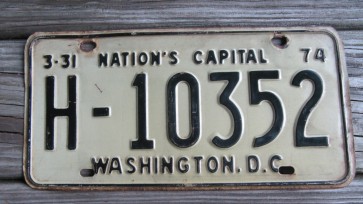 3-31 NATION'S CAPITAL 74
H-10352
WASHINGTON. D.C